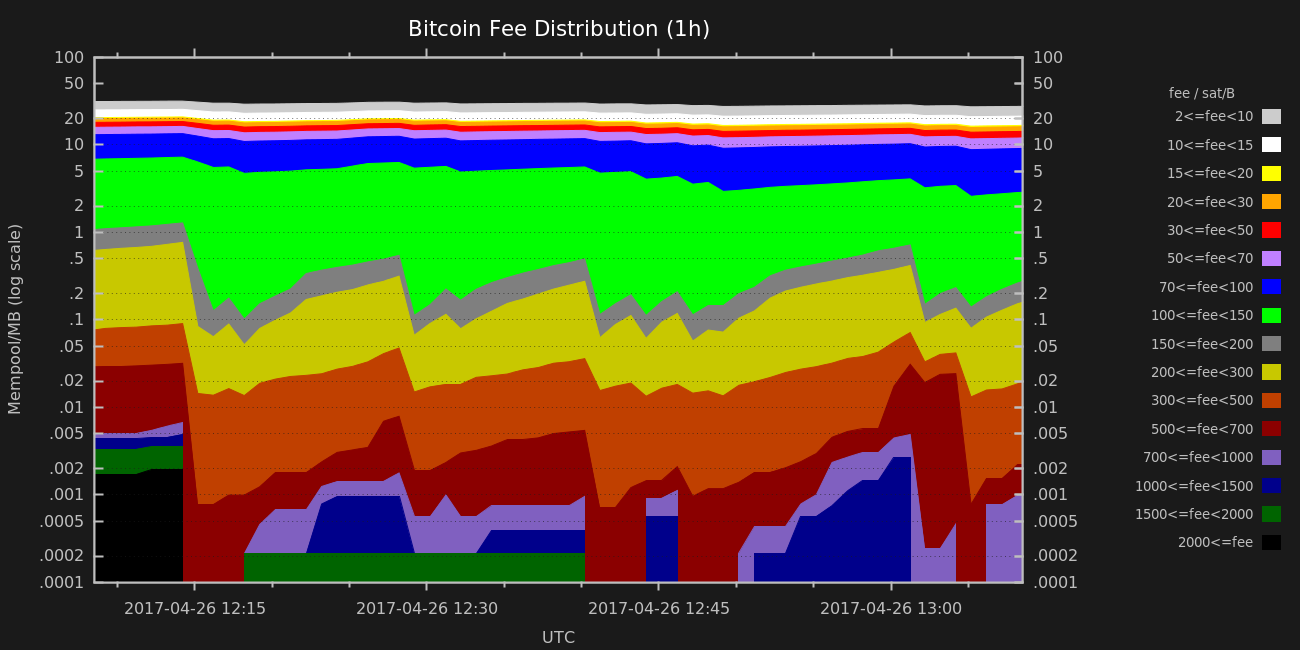 Bitcoin Fee Distribution (1h)
Mempool/MB (log scale)
100
50
20
10
5
2
1
.5
.2
.1
.05
.02
.01
.005
.002
.001
.0005
.0002
.0001
100
50
20
10
5
2
1
.5
.2
.1
.05
.02
.01
.005
.002
.001
.0005
.0002
.0001
2017-04-26 12:15
2017-04-26 12:30
2017-04-26 12:45
2017-04-26 13:00
UTC
fee / sat/B
2<=fee<10
10<=fee<15
15<=fee<20
20<=fee<30
30<=fee<50
50<=fee<70
70<=fee<100
100<=fee<150
150<=fee<200
200<=fee<300
300<=fee<500
500<=fee<700
700<=fee<1000
1000<=fee<1500
1500<=fee<2000
2000<=fee